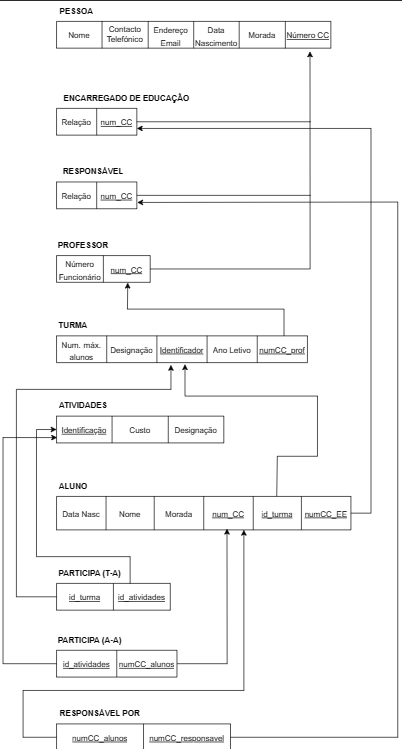 PESSOA
Nome
Contacto
Telefónico
Endereço
Email
Data
Nascimento
Morada
Número CC
ENCARREGADO DE EDUCAÇÃO
Relação
num_CC
RESPONSÁVEL
Relação
num_CC
PROFESSOR
Número
Funcionário
num_CC
TURMA
Num. máx.
alunos
Designação
Identificador
Ano Letivo
numCC_prof
ATIVIDADES
Identificação
Custo
Designação
ALUNO
Data Nasc
Nome
Morada
num_CC
id_turma
numCC_EE
PARTICIPA (T-A)
id_turma
id_atividades
PARTICIPA (A-A)
id_atividades
numCC_alunos
RESPONSÁVEL POR
numCC_alunos
numCC_responsavel